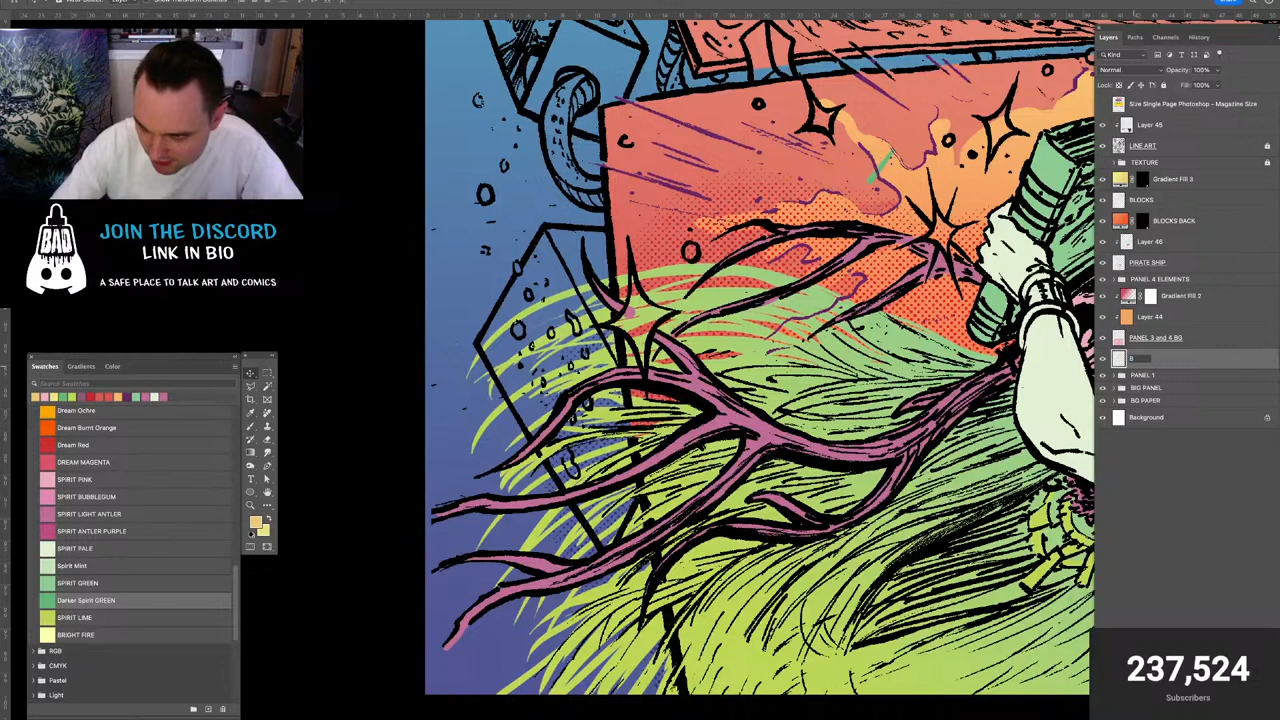 Layers Paths Channels History
Kind
Normal Opacity: 100%
Lock: Fill: 100%
Size Single Page Photoshop - Magazine Size
Layer 45
LINE ART
TEXTURE
Gradient Fill 3
BLOCKS
BLOCKS BACK
Layer 46
PIRATE SHIP
PANEL 4 ELEMENTS
Gradient Fill 2
Layer 44
PANEL 3 and 4 BG
B
PANEL 1
BIG PANEL
BG PAPER
Background
BAD
JOIN THE DISCORD
LINK IN BIO
A SAFE PLACE TO TALK ART AND COMICS
Swatches Gradients Color
Search Swatches
Dream Ochre
Dream Burnt Orange
Dream Red
DREAM MAGENTA
SPIRIT PINK
SPIRIT BUBBLEGUM
SPIRIT LIGHT ANTLER
SPIRIT ANTLER PURPLE
SPIRIT PALE
Spirit Mint
SPIRIT GREEN
Darker Spirit GREEN
SPIRIT LIME
BRIGHT FIRE
RGB
CMYK
Pastel
Light
237,524
Subscribers